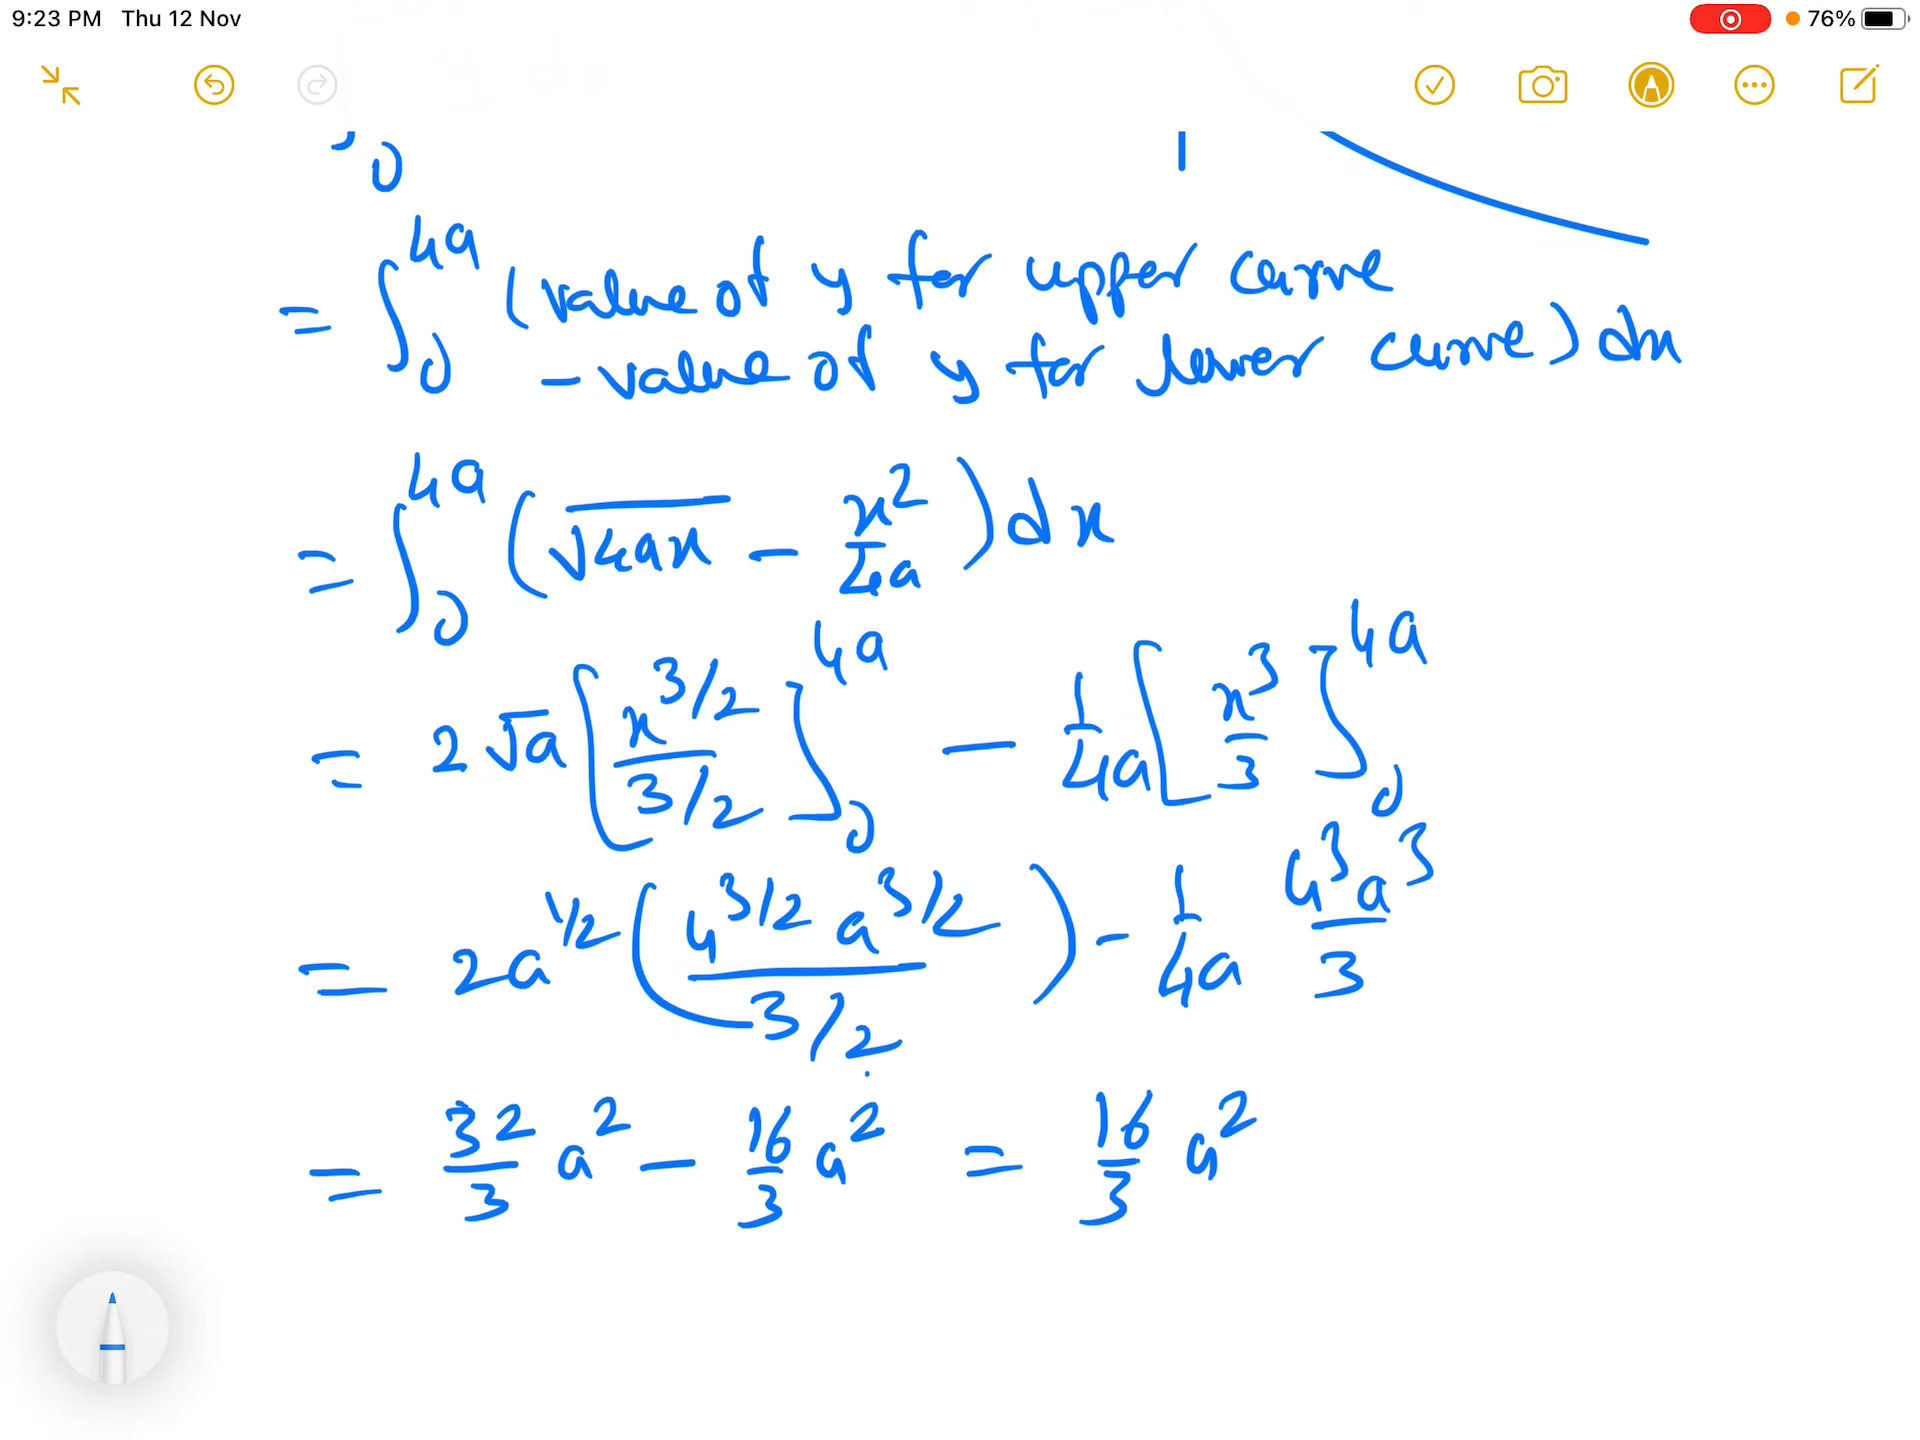 9:23 PM Thu 12 Nov 76%
0
= ∫₀^{4a} (value of y for upper curve
- value of y for lower curve) dx
= ∫₀^{4a} (√4ax - x²/4a) dx
= 2√a [x^{3/2} / 3/2]₀^{4a} - 1/4a [x³/3]₀^{4a}
= 2a^{1/2} (4^{3/2} a^{3/2} / 3/2) - 1/4a 4³a³/3
= 32/3 a² - 16/3 a² = 16/3 a²